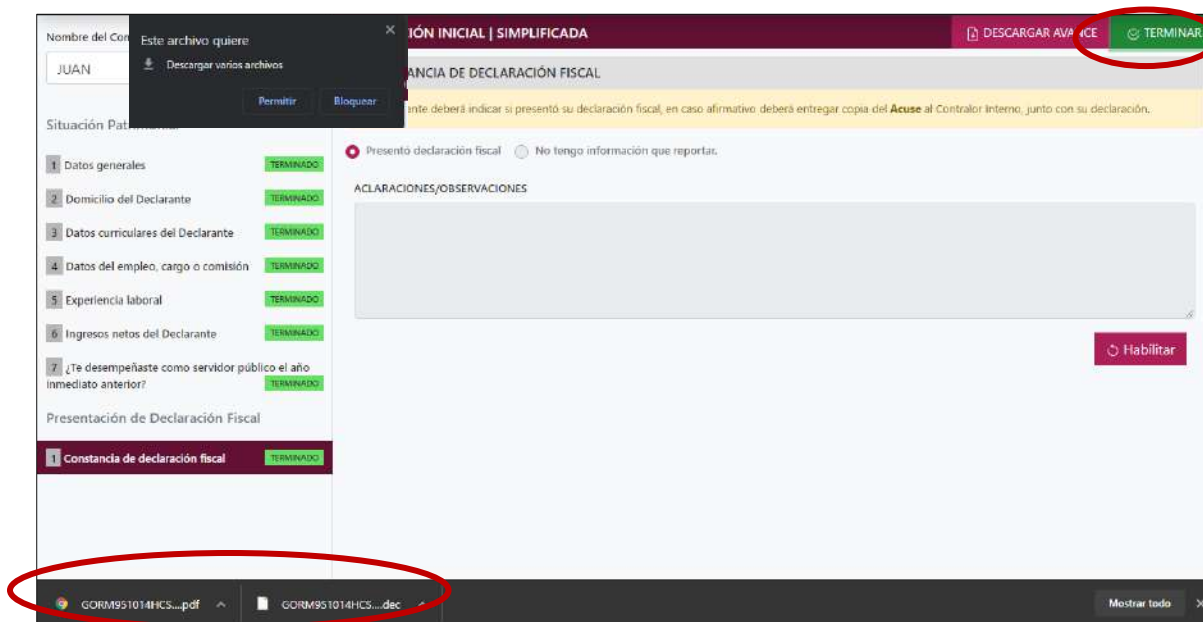 Nombre del Con
JUAN
Este archivo quiere
Descargar varios archivos
Permitir
Bloquear
IÓN INICIAL | SIMPLIFICADA
DESCARGAR AVANCE
TERMINAR
ANCIA DE DECLARACIÓN FISCAL
ante deberá indicar si presentó su declaración fiscal, en caso afirmativo deberá entregar copia del Acuse al Contralor Interno, junto con su declaración.
Presentó declaración fiscal
No tengo información que reportar.
ACLARACIONES/OBSERVACIONES
Habilitar
1 Datos generales TERMINADO
2 Domicilio del Declarante TERMINADO
3 Datos curriculares del Declarante TERMINADO
4 Datos del empleo, cargo o comisión TERMINADO
5 Experiencia laboral TERMINADO
6 Ingresos netos del Declarante TERMINADO
7 ¿Te desempeñaste como servidor público el año
inmediato anterior? TERMINADO
Presentación de Declaración Fiscal
1 Constancia de declaración fiscal TERMINADO
GORM951014HCS....pdf
GORM951014HCS....dec
Mostrar todo